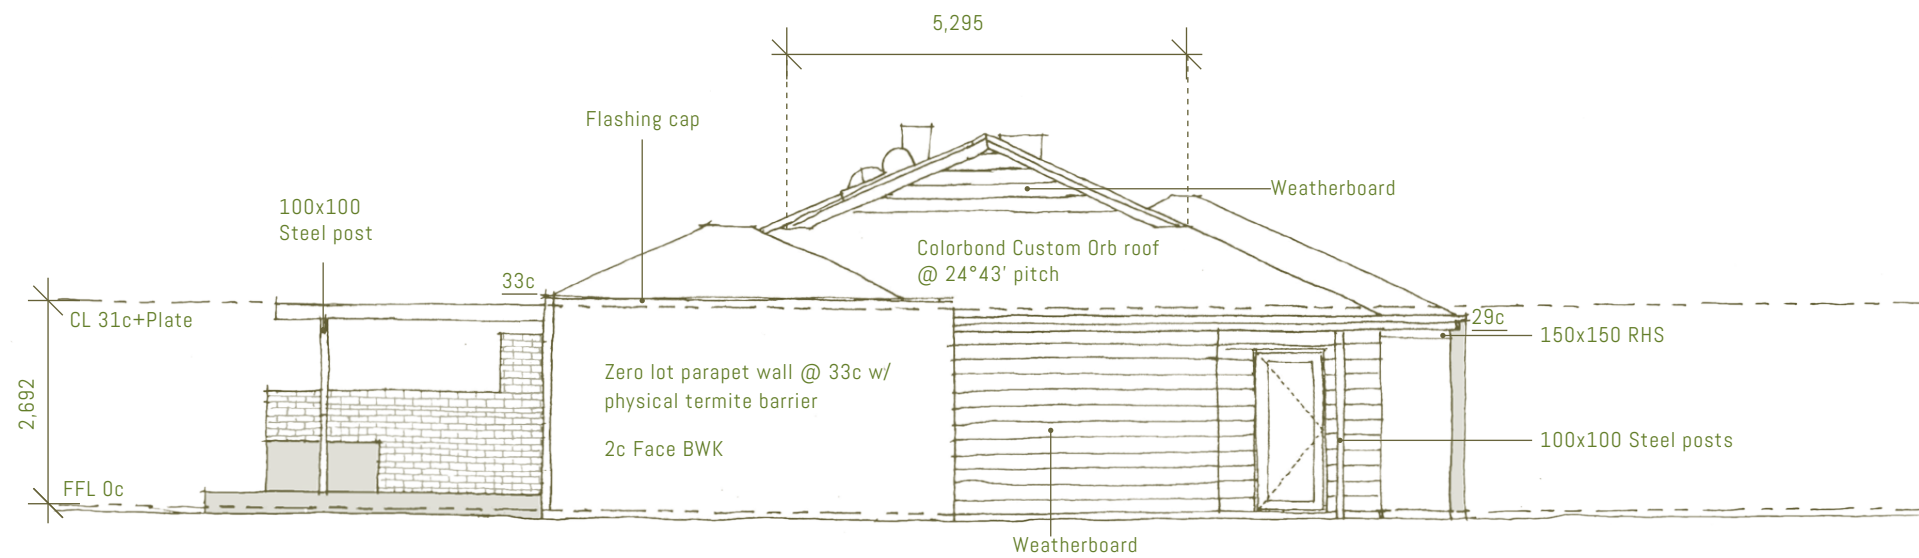 5,295
Flashing cap
Weatherboard
100x100
Steel post
Colorbond Custom Orb roof
@ 24°43' pitch
33c
CL 31c+Plate
29c
150x150 RHS
Zero lot parapet wall @ 33c w/
physical termite barrier
2c Face BWK
2,692
100x100 Steel posts
FFL 0c
Weatherboard